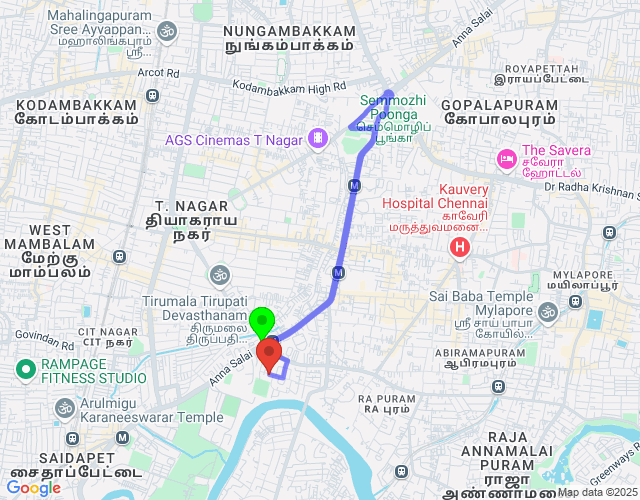 Mahalingapuram
Sree Ayyappan...
மஹாலிங்கபுரம்
ஸ்ரீ...
NUNGAMBAKKAM
நுங்கம்பாக்கம்
Anna Salai
Arcot Rd
Kodambakkam High Rd
ROYAPETTAH
இராயப்பேட்டை
KODAMBAKKAM
கோடம்பாக்கம்
Semmozhi
Poonga
செம்மொழிப்
பூங்கா
GOPALAPURAM
கோபாலபுரம்
AGS Cinemas T Nagar
The Savera
சவேரா
ஹோட்டல்
Dr Radha Krishnan S
Kauvery
Hospital Chennai
காவேரி
மருத்துவமனை...
T. NAGAR
தியாகராய
நகர்
WEST
MAMBALAM
மேற்கு
மாம்பலம்
MYLAPORE
மயிலாப்பூர்
Tirumala Tirupati
Devasthanam
திருமலை
திருப்பதி...
Sai Baba Temple
Mylapore
ஸ்ரீ சாய் பாபா
கோயில்...
CIT NAGAR
CIT நகர்
Govindan Rd
Anna Salai
ABIRAMAPURAM
ஆபிரமபுரம்
RAMPAGE
FITNESS STUDIO
RA PURAM
RA புரம்
Arulmigu
Karaneeswarar Temple
SAIDAPET
சைதாப்பேட்டை
RAJA
ANNAMALAI
PURAM
ராஜா
அண்ணாமலை
Greenways Ro
Google
Map data ©2025